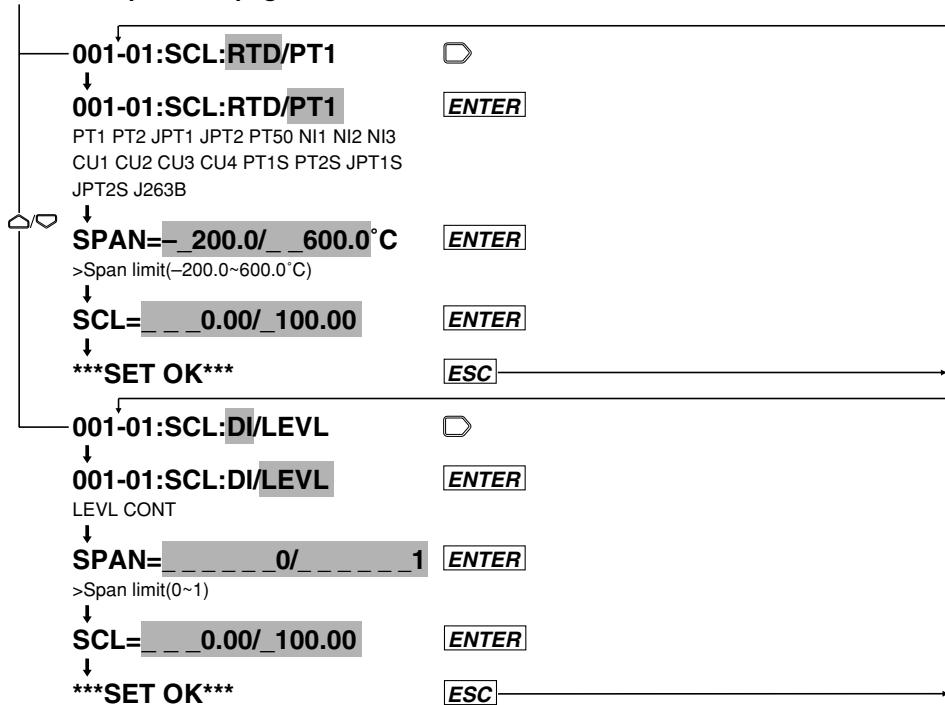 001-01:SCL:RTD/PT1
001-01:SCL:RTD/PT1 ENTER
PT1 PT2 JPT1 JPT2 PT50 NI1 NI2 NI3
CU1 CU2 CU3 CU4 PT1S PT2S JPT1S
JPT2S J263B
/
SPAN=–_200.0/_ _600.0˚C ENTER
>Span limit(–200.0~600.0˚C)
SCL=_ _ _0.00/_100.00 ENTER
***SET OK*** ESC
001-01:SCL:DI/LEVL
001-01:SCL:DI/LEVL ENTER
LEVL CONT
SPAN=_ _ _ _ _ _0/_ _ _ _ _ _1 ENTER
>Span limit(0~1)
SCL=_ _ _0.00/_100.00 ENTER
***SET OK*** ESC